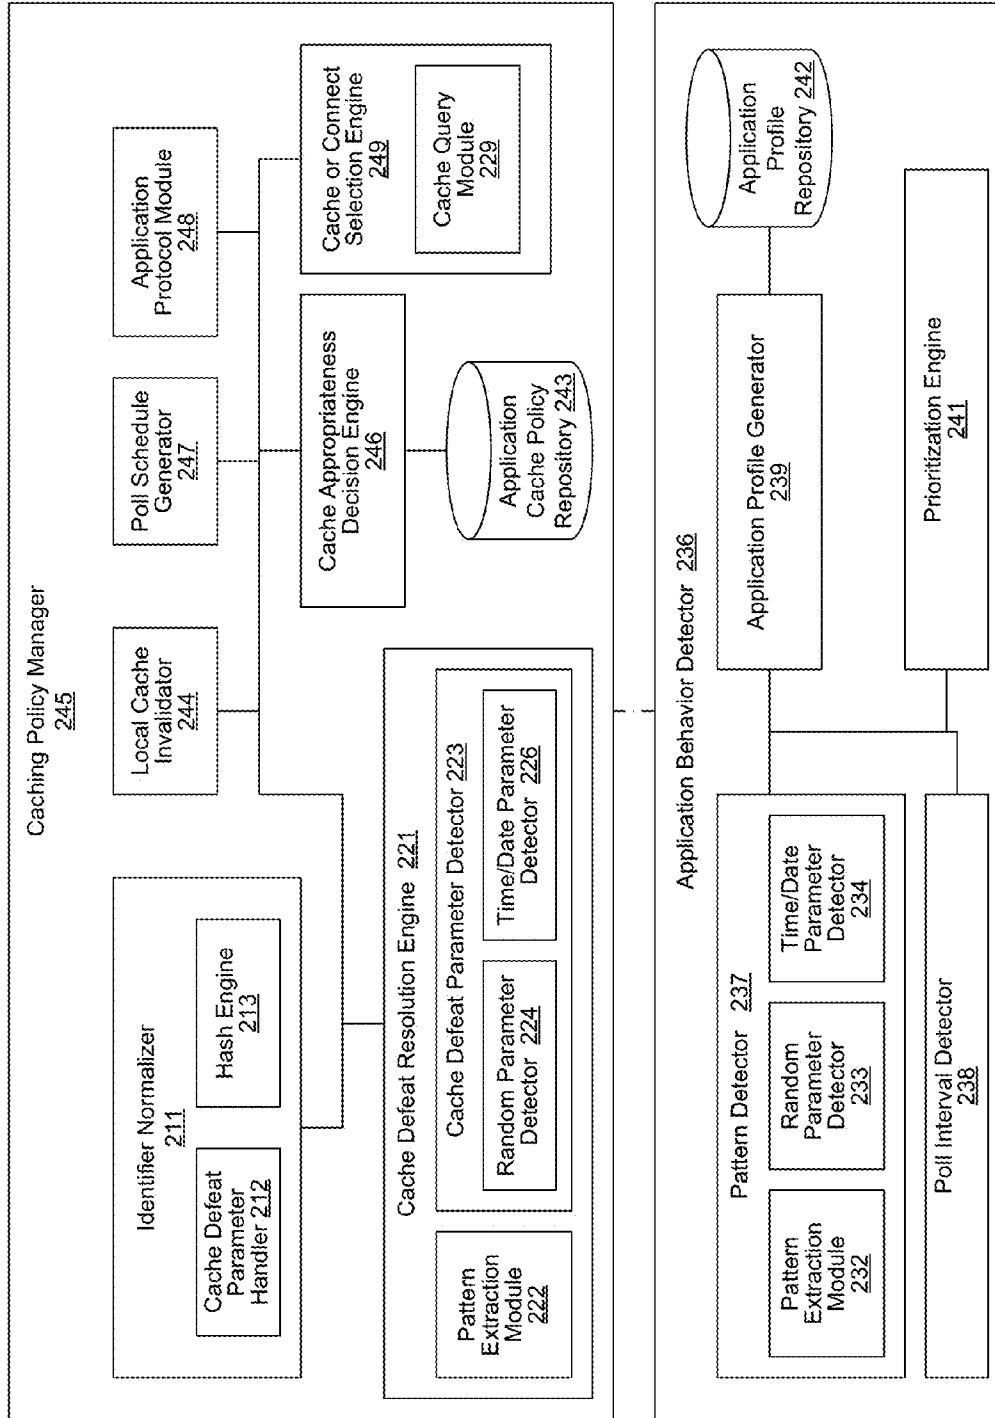 Caching Policy Manager
245
Identifier Normalizer
211
Cache Defeat
Parameter
Handler 212
Hash Engine
213
Local Cache
Invalidator
244
Poll Schedule
Generator
247
Application
Protocol Module
248
Cache Defeat Resolution Engine 221
Pattern
Extraction
Module
222
Cache Defeat Parameter Detector 223
Random Parameter
Detector 224
Time/Date Parameter
Detector 226
Cache Appropriateness
Decision Engine
246
Application
Cache Policy
Repository 243
Cache or Connect
Selection Engine
249
Cache Query
Module
229
Application Behavior Detector 236
Pattern Detector 237
Pattern
Extraction
Module
232
Random
Parameter
Detector
233
Time/Date
Parameter
Detector
234
Poll Interval Detector
238
Application Profile Generator
239
Application
Profile
Repository 242
Prioritization Engine
241